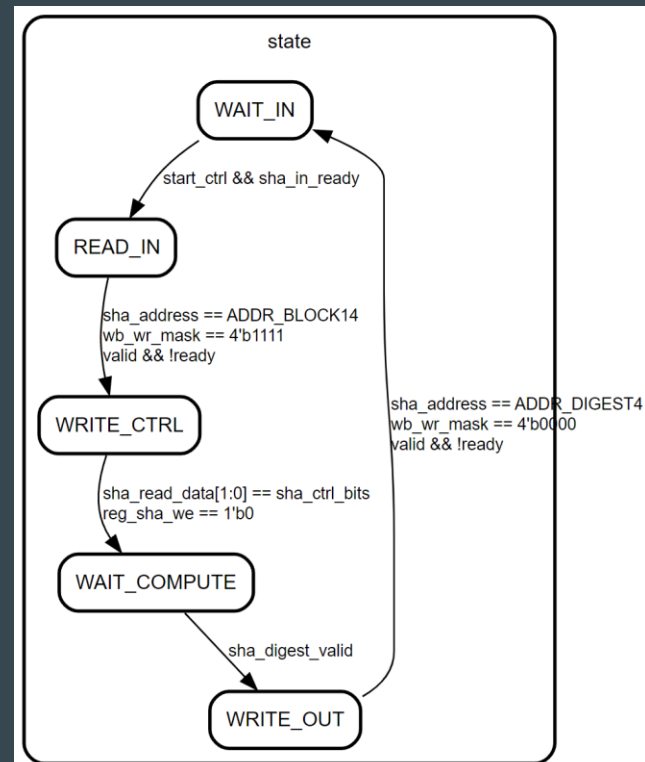 state
WAIT_IN
start_ctrl && sha_in_ready
READ_IN
sha_address == ADDR_BLOCK14
wb_wr_mask == 4'b1111
valid && !ready
WRITE_CTRL
sha_address == ADDR_DIGEST4
wb_wr_mask == 4'b0000
valid && !ready
sha_read_data[1:0] == sha_ctrl_bits
reg_sha_we == 1'b0
WAIT_COMPUTE
sha_digest_valid
WRITE_OUT